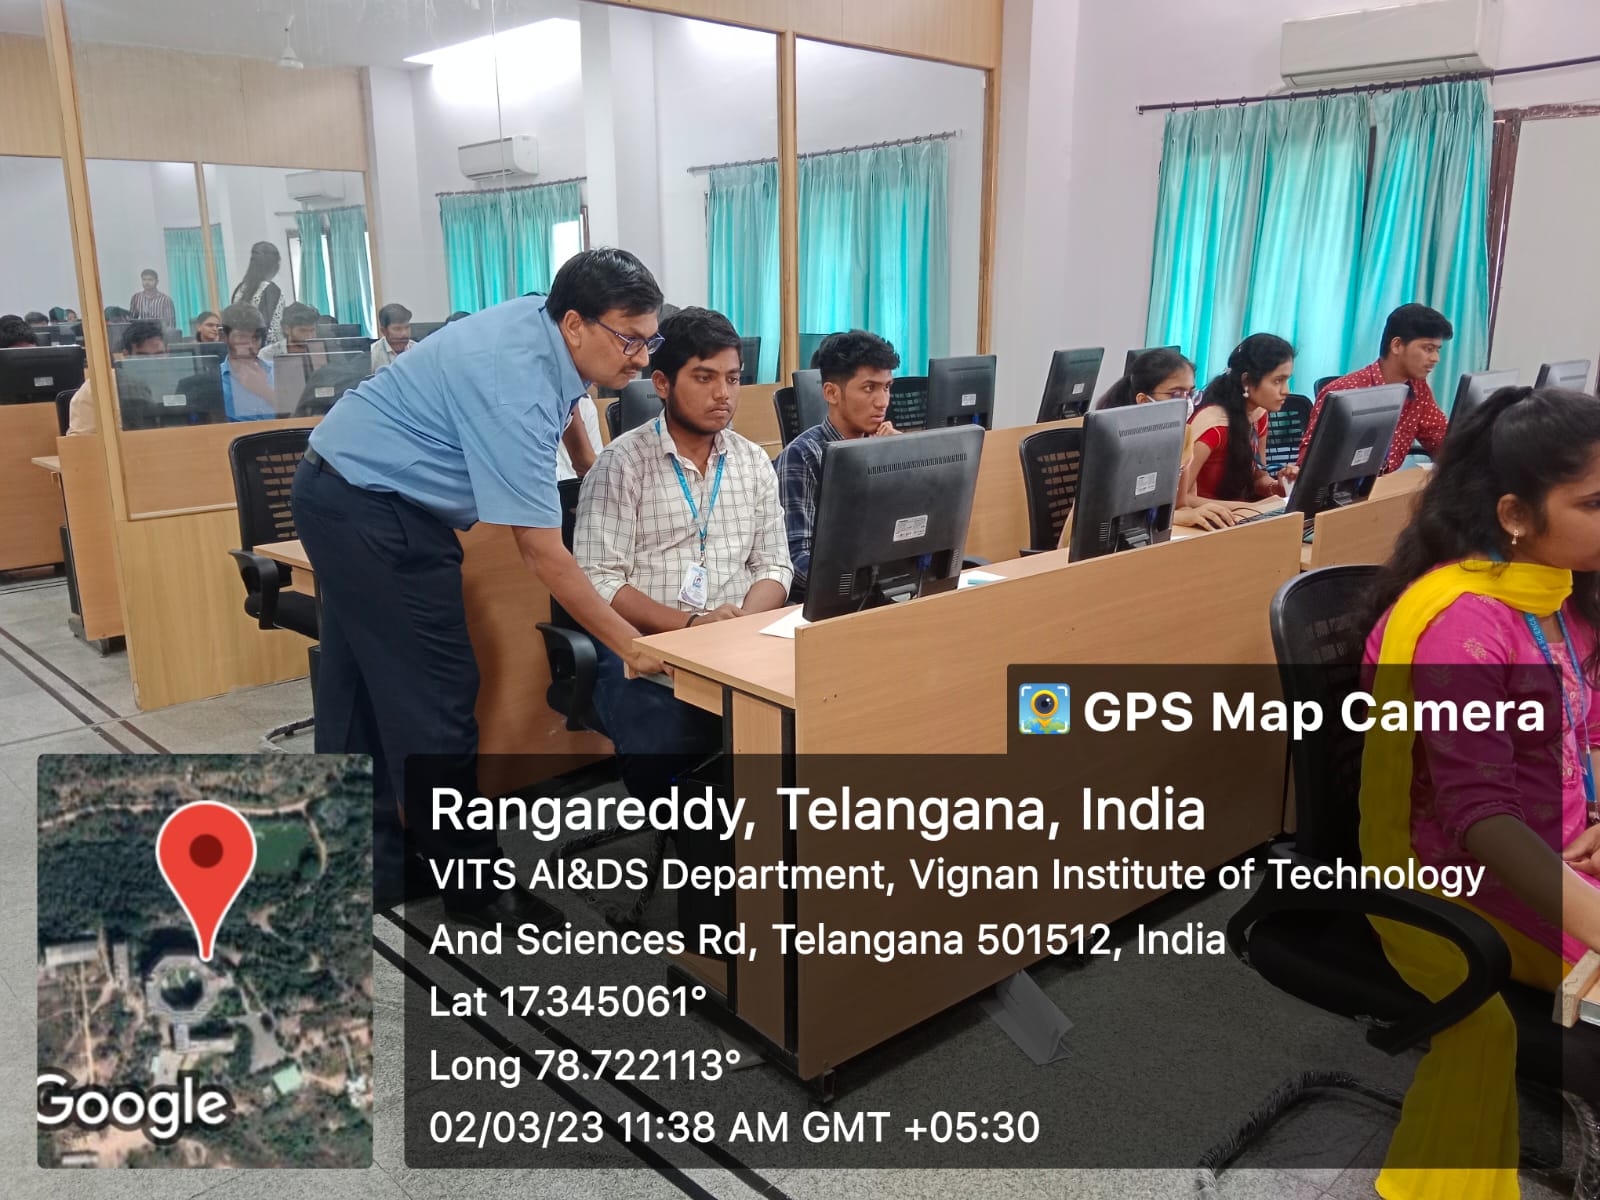 GPS Map Camera
Rangareddy, Telangana, India
VITS AI&DS Department, Vignan Institute of Technology
And Sciences Rd, Telangana 501512, India
Lat 17.345061°
Long 78.722113°
02/03/23 11:38 AM GMT +05:30
Google